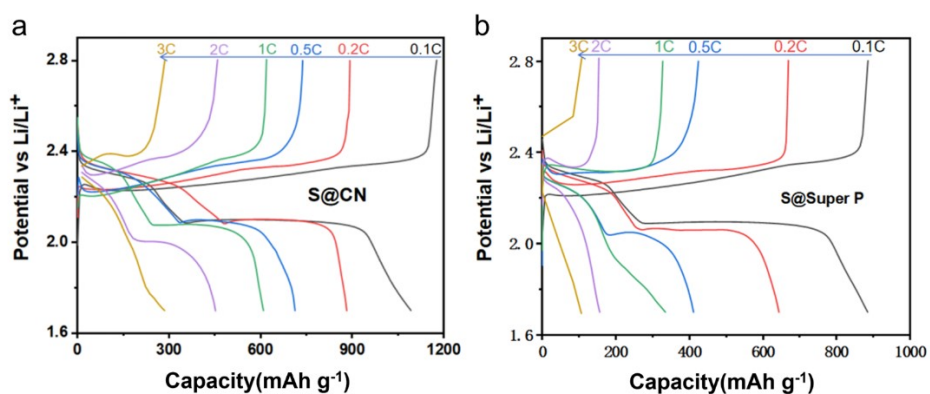 a
3C 2C 1C 0.5C 0.2C 0.1C
2.8
2.4
2.0
1.6
Potential vs Li/Li⁺
S@CN
0 300 600 900 1200
Capacity(mAh g⁻¹)
b
3C 2C 1C 0.5C 0.2C 0.1C
2.8
2.4
2.0
1.6
Potential vs Li/Li⁺
S@Super P
0 200 400 600 800 1000
Capacity(mAh g⁻¹)